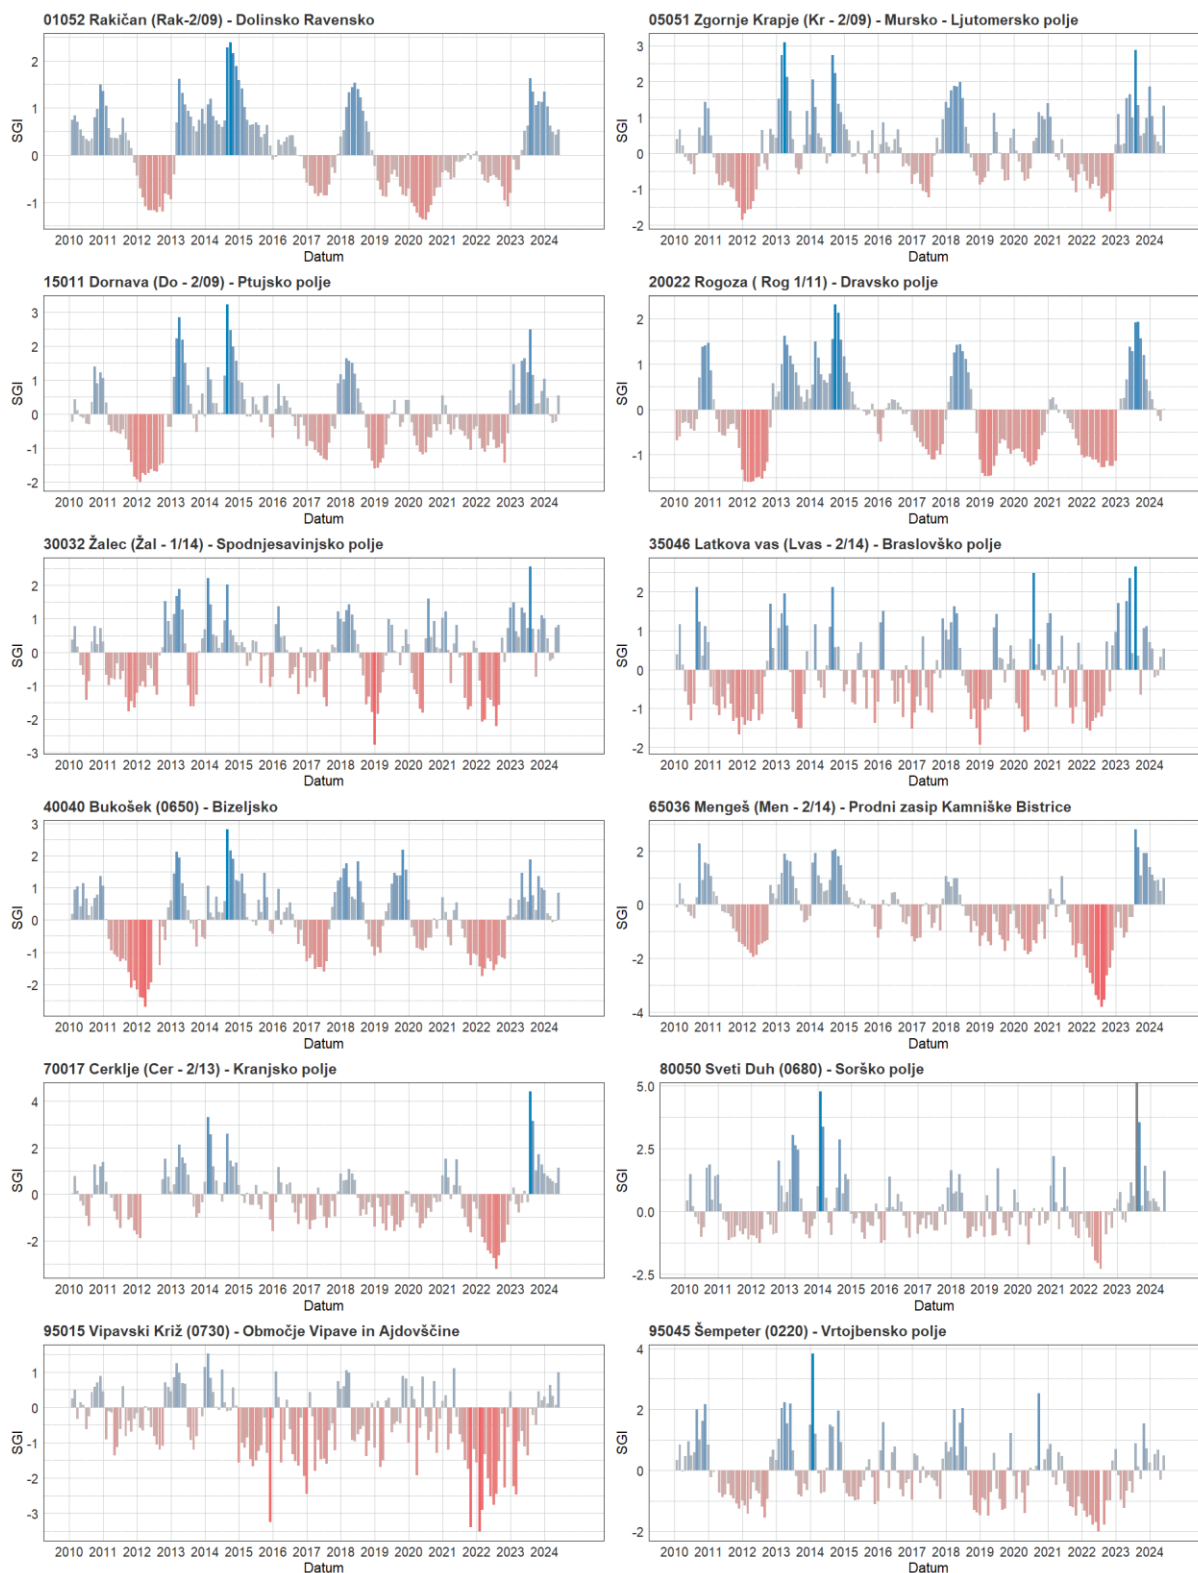 01052 Rakičan (Rak-2/09) - Dolinsko Ravensko
SGI
2
1
0
-1
2010 2011 2012 2013 2014 2015 2016 2017 2018 2019 2020 2021 2022 2023 2024
Datum
05051 Zgornje Krapje (Kr - 2/09) - Mursko - Ljutomersko polje
SGI
3
2
1
0
-1
-2
2010 2011 2012 2013 2014 2015 2016 2017 2018 2019 2020 2021 2022 2023 2024
Datum
15011 Dornava (Do - 2/09) - Ptujsko polje
SGI
3
2
1
0
-1
-2
2010 2011 2012 2013 2014 2015 2016 2017 2018 2019 2020 2021 2022 2023 2024
Datum
20022 Rogoza ( Rog 1/11) - Dravsko polje
SGI
2
1
0
-1
2010 2011 2012 2013 2014 2015 2016 2017 2018 2019 2020 2021 2022 2023 2024
Datum
30032 Žalec (Žal - 1/14) - Spodnjesavinjsko polje
SGI
2
1
0
-1
-2
-3
2010 2011 2012 2013 2014 2015 2016 2017 2018 2019 2020 2021 2022 2023 2024
Datum
35046 Latkova vas (Lvas - 2/14) - Braslovško polje
SGI
2
1
0
-1
-2
2010 2011 2012 2013 2014 2015 2016 2017 2018 2019 2020 2021 2022 2023 2024
Datum
40040 Bukošek (0650) - Bizeljsko
SGI
3
2
1
0
-1
-2
2010 2011 2012 2013 2014 2015 2016 2017 2018 2019 2020 2021 2022 2023 2024
Datum
65036 Mengeš (Men - 2/14) - Prodni zasip Kamniške Bistrice
SGI
2
0
-2
-4
2010 2011 2012 2013 2014 2015 2016 2017 2018 2019 2020 2021 2022 2023 2024
Datum
70017 Cerklje (Cer - 2/13) - Kranjsko polje
SGI
4
2
0
-2
2010 2011 2012 2013 2014 2015 2016 2017 2018 2019 2020 2021 2022 2023 2024
Datum
80050 Sveti Duh (0680) - Sorško polje
SGI
5.0
2.5
0.0
-2.5
2010 2011 2012 2013 2014 2015 2016 2017 2018 2019 2020 2021 2022 2023 2024
Datum
95015 Vipavski Križ (0730) - Območje Vipave in Ajdovščine
SGI
1
0
-1
-2
-3
2010 2011 2012 2013 2014 2015 2016 2017 2018 2019 2020 2021 2022 2023 2024
Datum
95045 Šempeter (0220) - Vrtojbensko polje
SGI
4
2
0
-2
2010 2011 2012 2013 2014 2015 2016 2017 2018 2019 2020 2021 2022 2023 2024
Datum